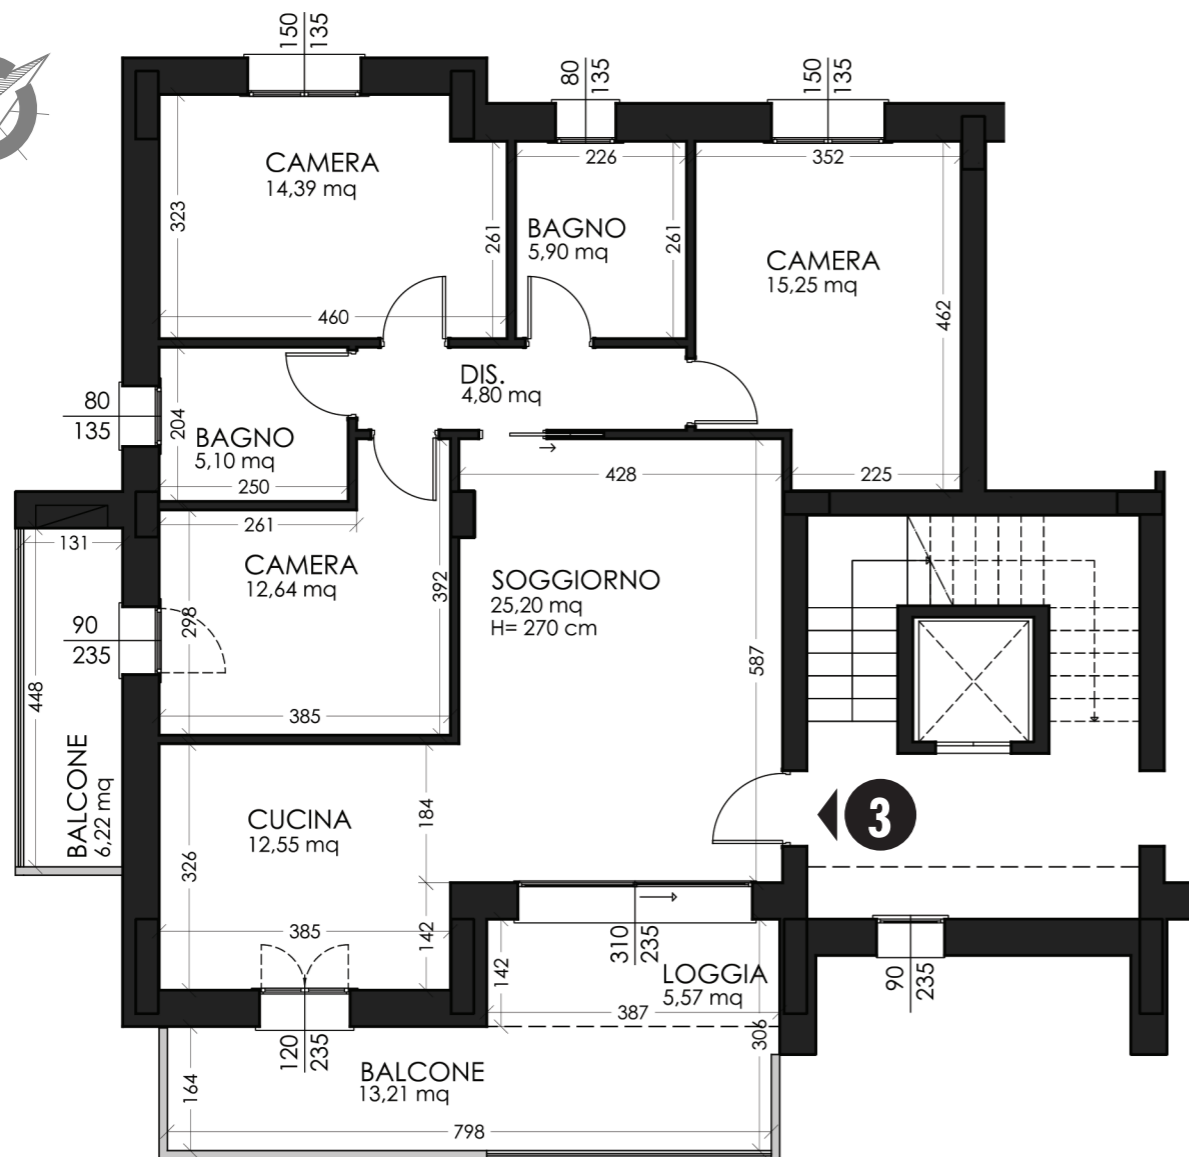 150
135
80
135
150
135
CAMERA
14,39 mq
323
261
460
226
BAGNO
5,90 mq
261
352
CAMERA
15,25 mq
462
225
DIS.
4,80 mq
80
135
204
BAGNO
5,10 mq
250
261
428
131
CAMERA
12,64 mq
392
298
385
90
235
448
BALCONE
6,22 mq
SOGGIORNO
25,20 mq
H= 270 cm
587
CUCINA
12,55 mq
184
326
385
142
3
310
235
142
LOGGIA
5,57 mq
387
306
90
235
120
235
BALCONE
13,21 mq
164
798